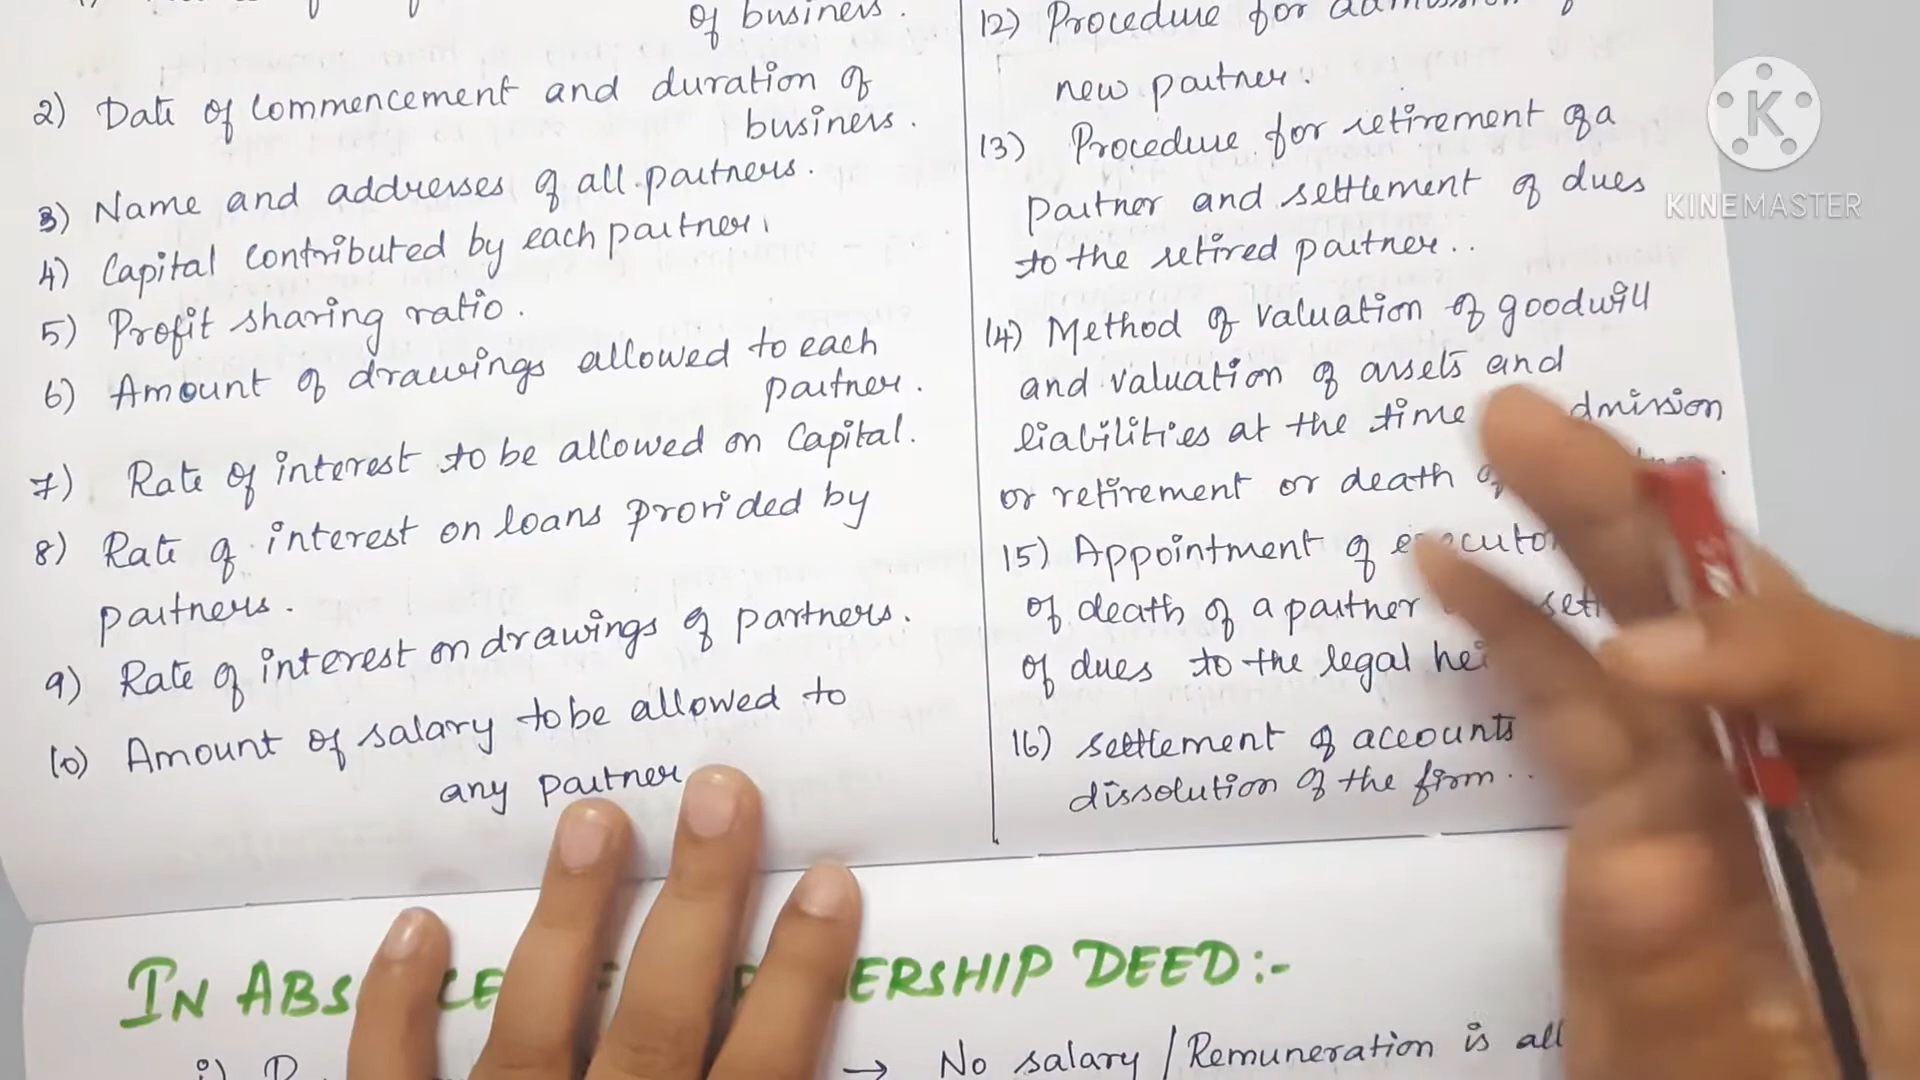 of business.
2) Date of Commencement and duration of
business.
3) Name and addresses of all partners.
4) Capital contributed by each partner.
5) Profit sharing ratio.
6) Amount of drawings allowed to each
partner.
7) Rate of interest to be allowed on Capital.
8) Rate of interest on loans provided by
partners.
9) Rate of interest on drawings of partners.
10) Amount of salary to be allowed to
any partner
12) Procedure for
new partner.
13) Procedure for retirement of a
partner and settlement of dues
to the retired partner..
14) Method of valuation of goodwill
and valuation of assets and
liabilities at the time
or retirement or death
15) Appointment of
of death of a partner
of dues to the legal
16) settlement of accounts
dissolution of the firm..
IN DEED:-
→ No salary / Remuneration is
K
KINEMASTER